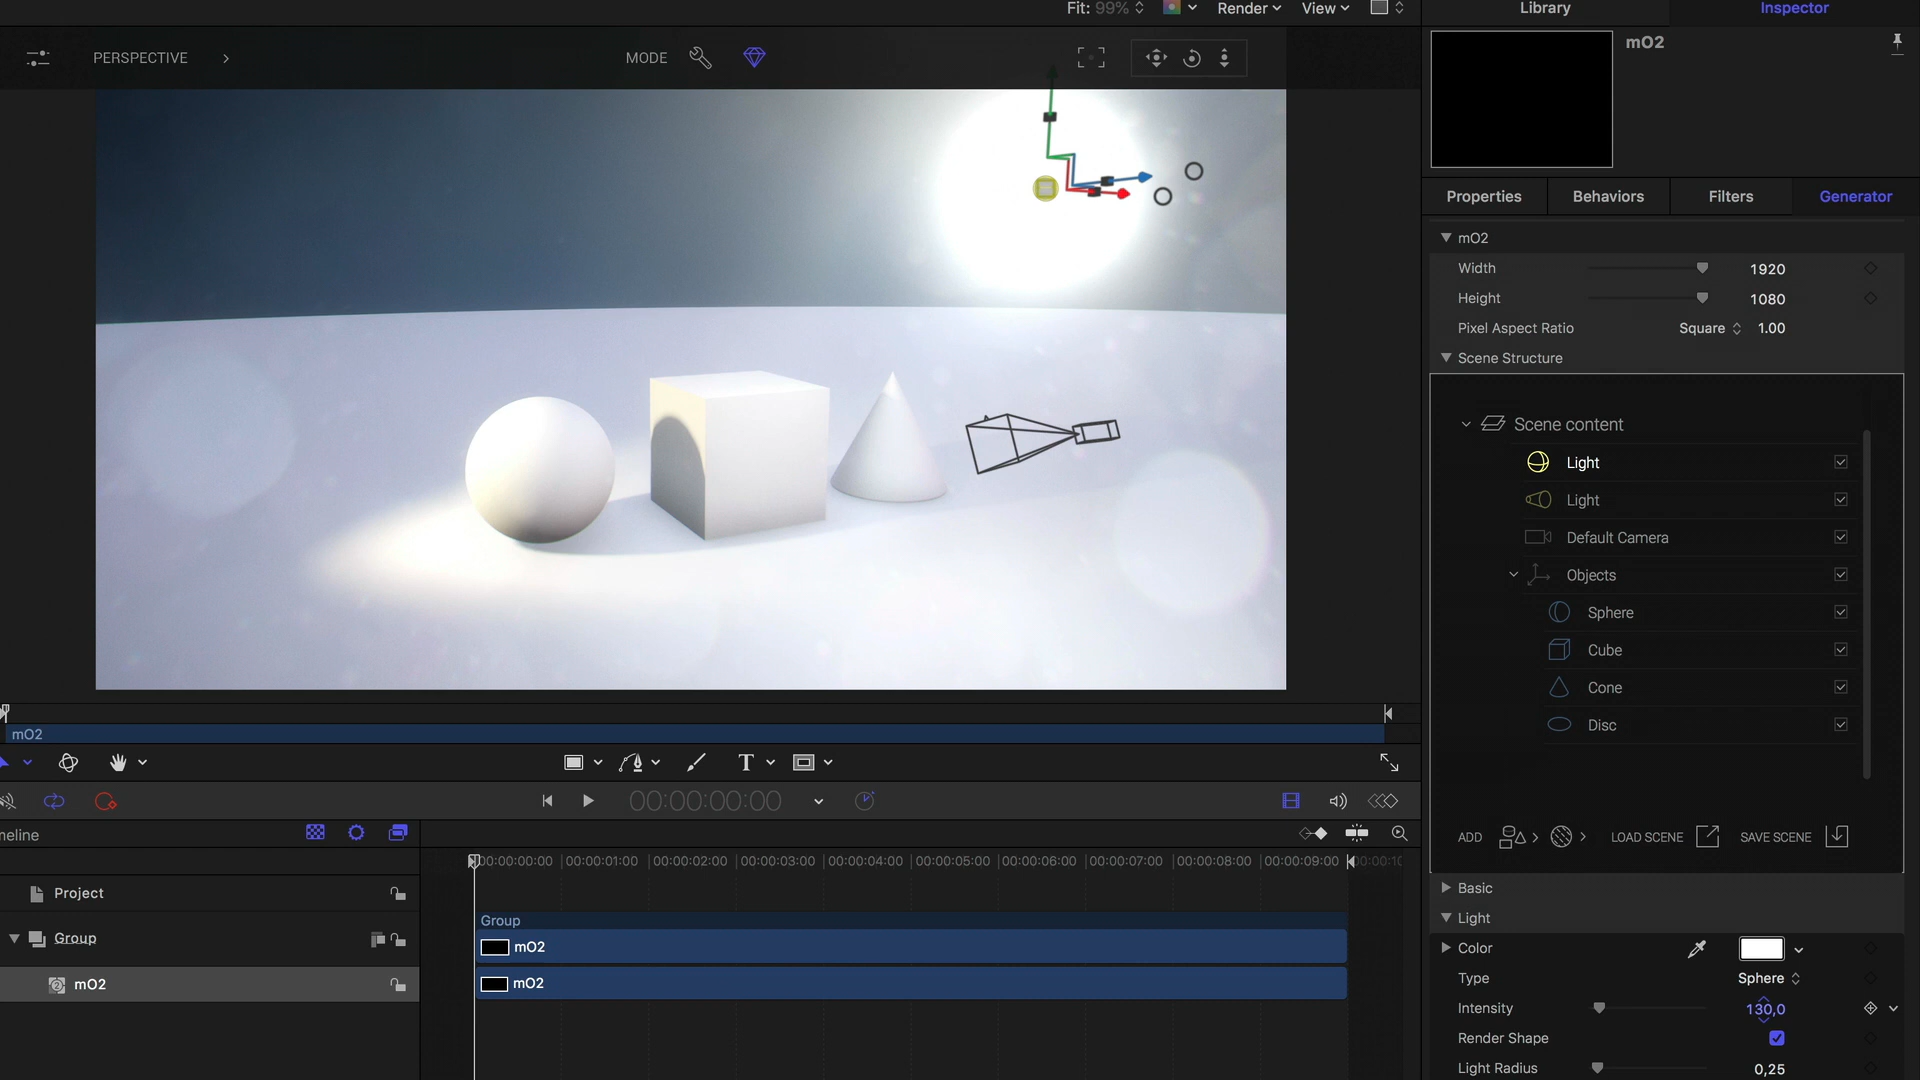 Fit: 99% Render View
Library Inspector
PERSPECTIVE MODE
mO2
Properties Behaviors Filters Generator
mO2
Width 1920
Height 1080
Pixel Aspect Ratio Square 1.00
Scene Structure
Scene content
Light
Light
Default Camera
Objects
Sphere
Cube
Cone
Disc
ADD LOAD SCENE SAVE SCENE
Basic
Light
Color
Type Sphere
Intensity 130,0
Render Shape
Light Radius 0,25
mO2
T
00:00:00:00
meline
00:00:00:00 00:00:01:00 00:00:02:00 00:00:03:00 00:00:04:00 00:00:05:00 00:00:06:00 00:00:07:00 00:00:08:00 00:00:09:00 00:00:10
Project
Group
mO2
Group
mO2
mO2